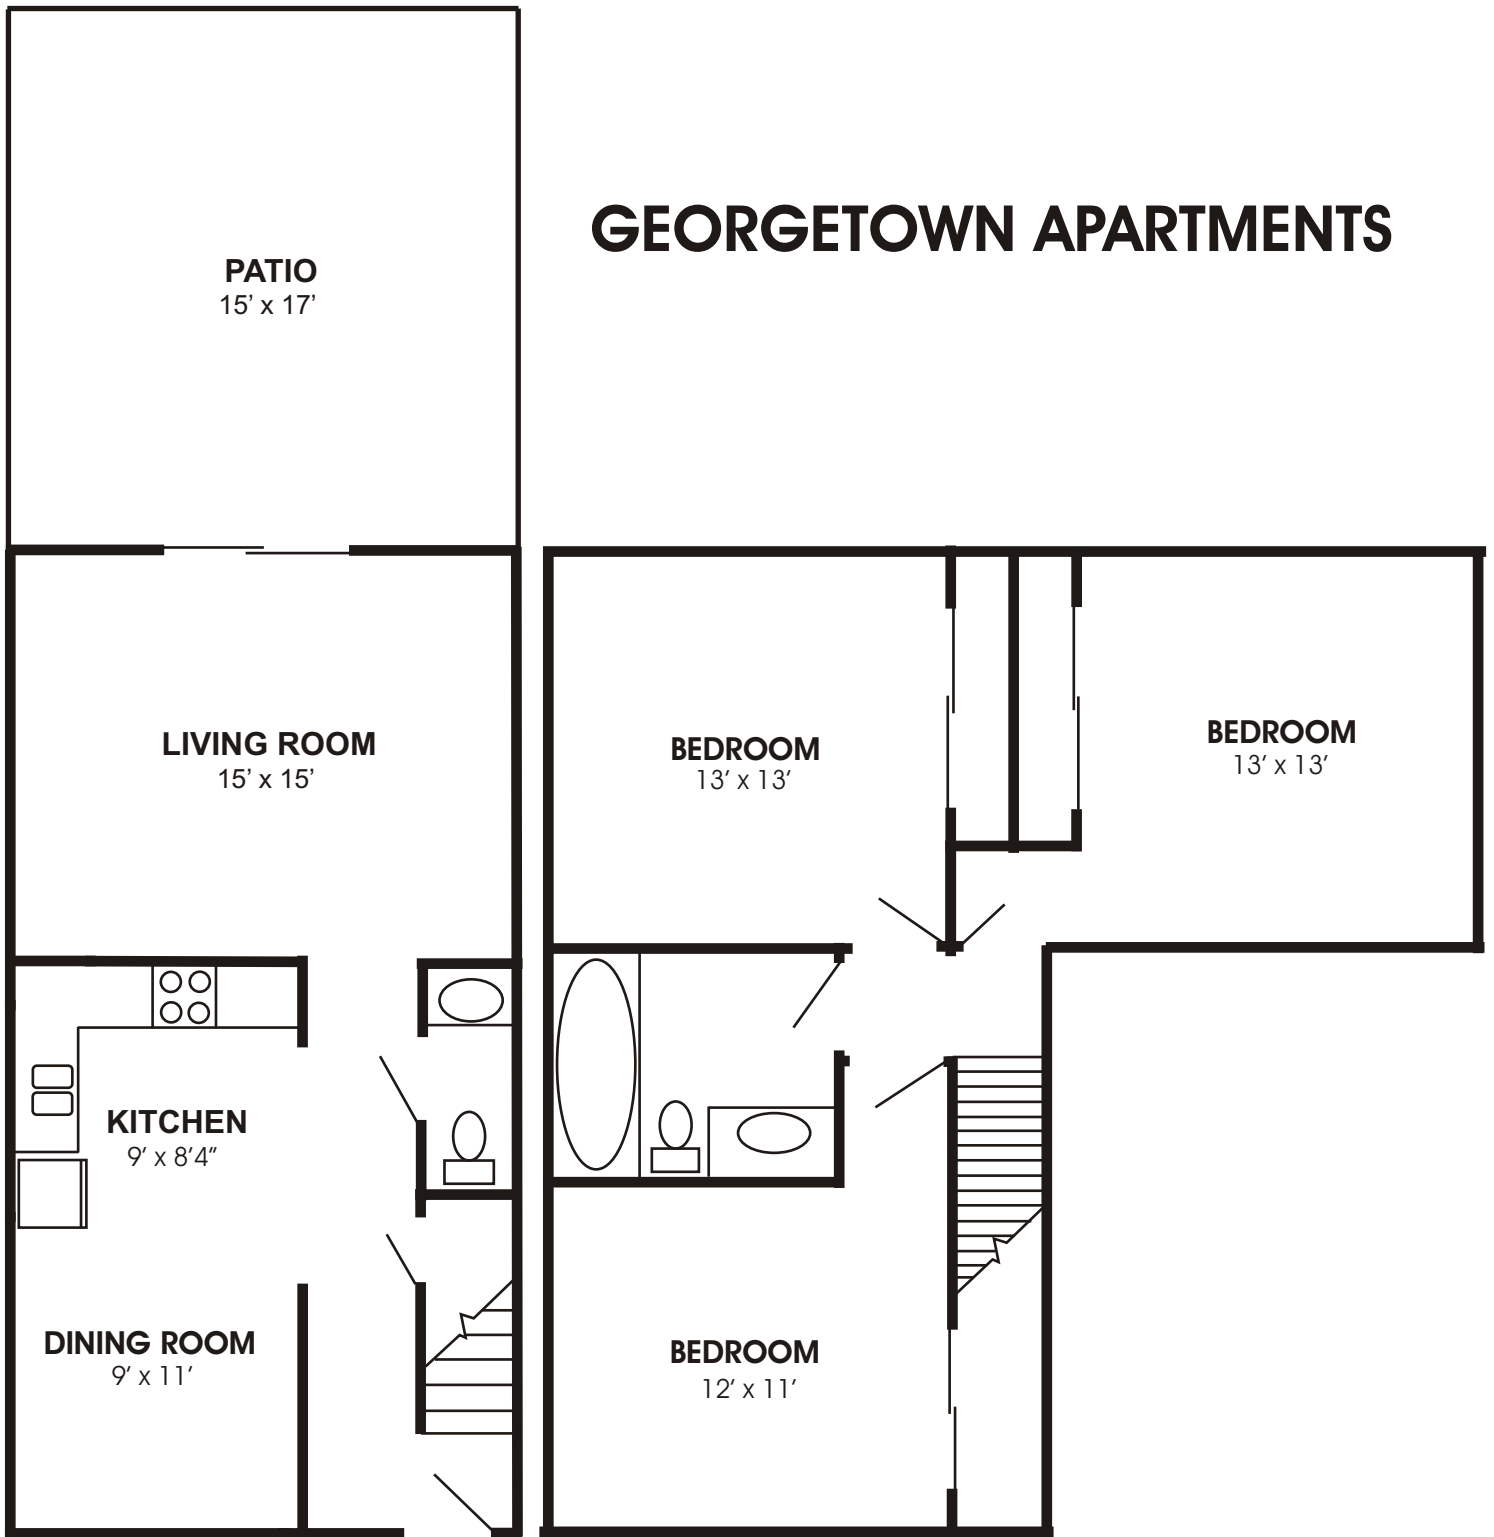 GEORGETOWN APARTMENTS
PATIO
15’ x 17’
LIVING ROOM
15’ x 15’
BEDROOM
13’ x 13’
BEDROOM
13’ x 13’
KITCHEN
9’ x 8’4”
DINING ROOM
9’ x 11’
BEDROOM
12’ x 11’